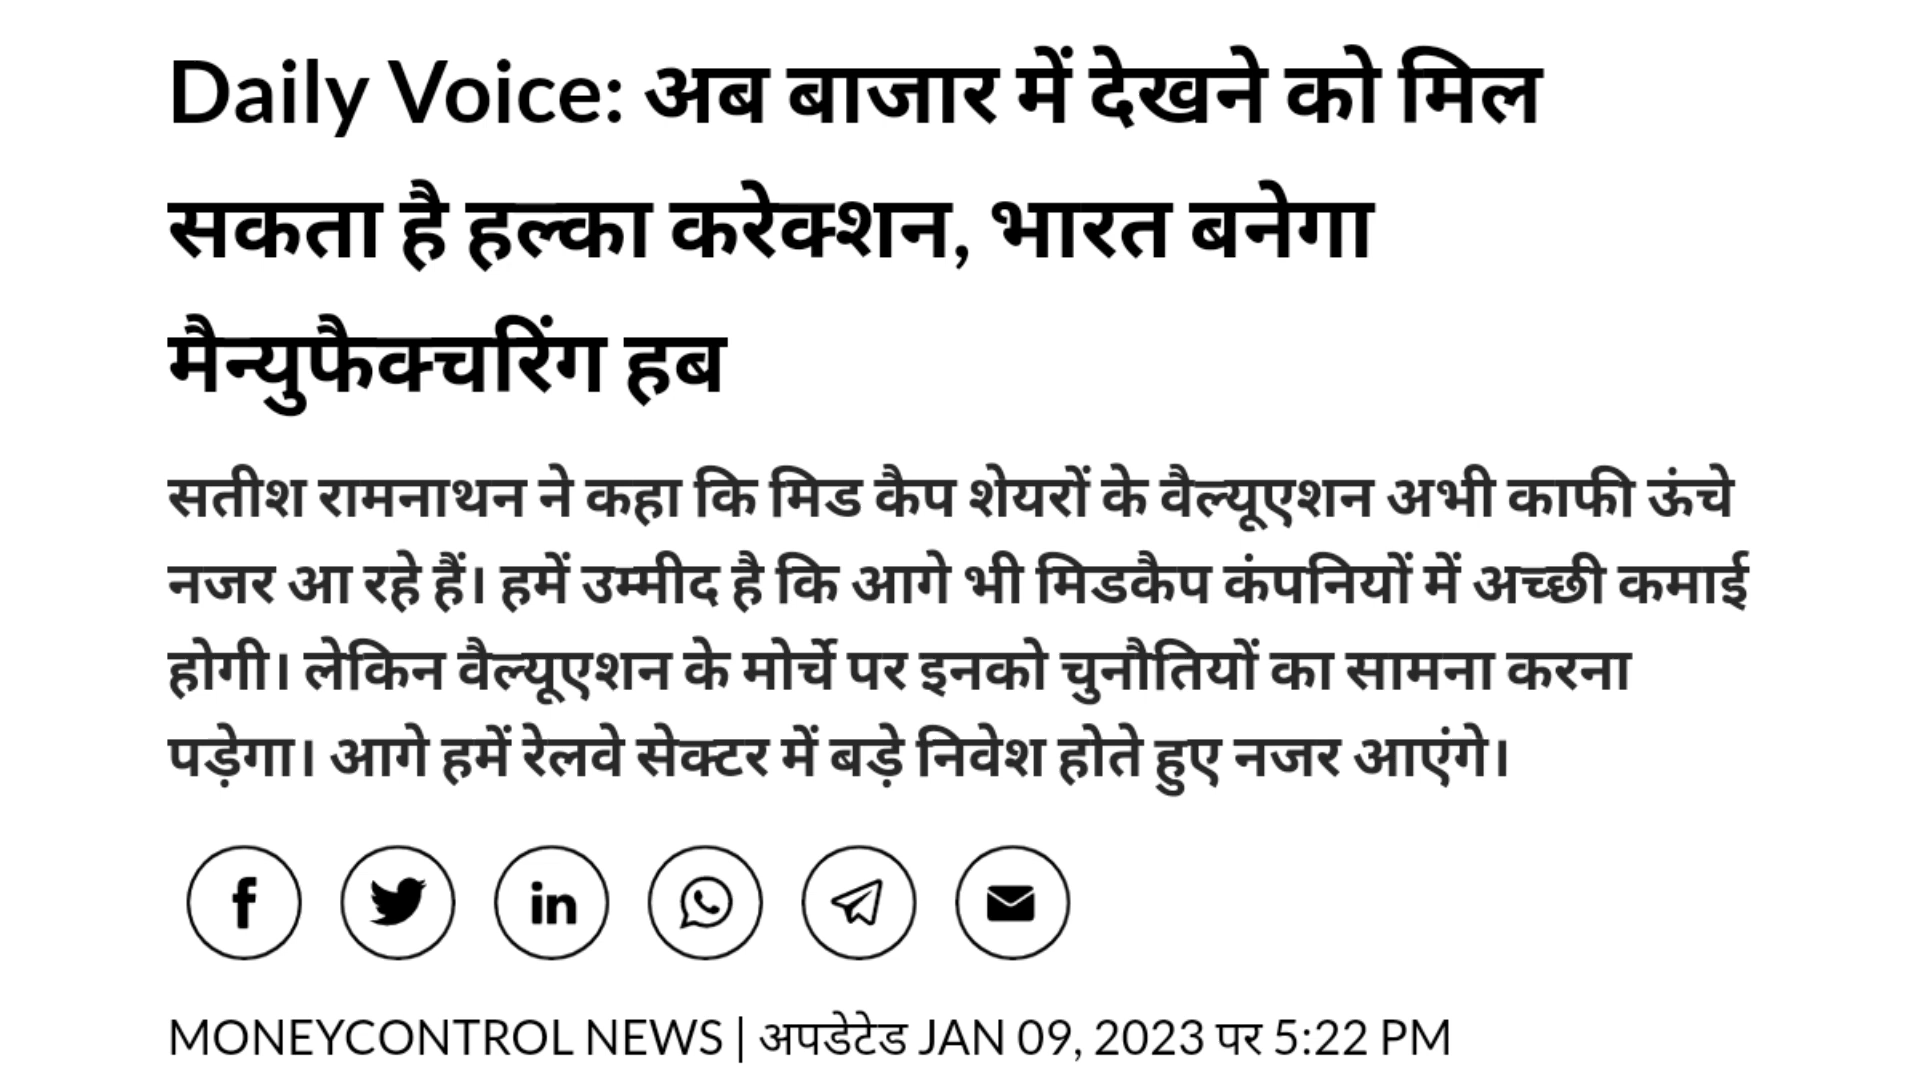 Daily Voice: अब बाजार में देखने को मिल
सकता है हल्का करेक्शन, भारत बनेगा
मैन्युफैक्चरिंग हब
सतीश रामनाथन ने कहा कि मिड कैप शेयरों के वैल्यूएशन अभी काफी ऊंचे
नजर आ रहे हैं। हमें उम्मीद है कि आगे भी मिडकैप कंपनियों में अच्छी कमाई
होगी। लेकिन वैल्यूएशन के मोर्चे पर इनको चुनौतियों का सामना करना
पड़ेगा। आगे हमें रेलवे सेक्टर में बड़े निवेश होते हुए नजर आएंगे।
f in
MONEYCONTROL NEWS | अपडेटेड JAN 09, 2023 पर 5:22 PM